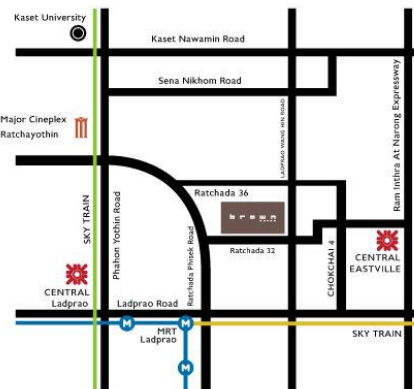 Kaset University
Kaset Nawamin Road
Sena Nikhom Road
Major Cineplex
Ratchayothin
LADPRAO WANG HIN ROAD
Ram Inthra At Narong Expressway
Ratchada 36
SKY TRAIN
Phahon Yothin Road
Ratchada Phisek Road
Ratchada 32
CHOKCHAI 4
CENTRAL
EASTVILLE
CENTRAL
Ladprao
Ladprao Road
M
M
MRT
Ladprao
SKY TRAIN
M